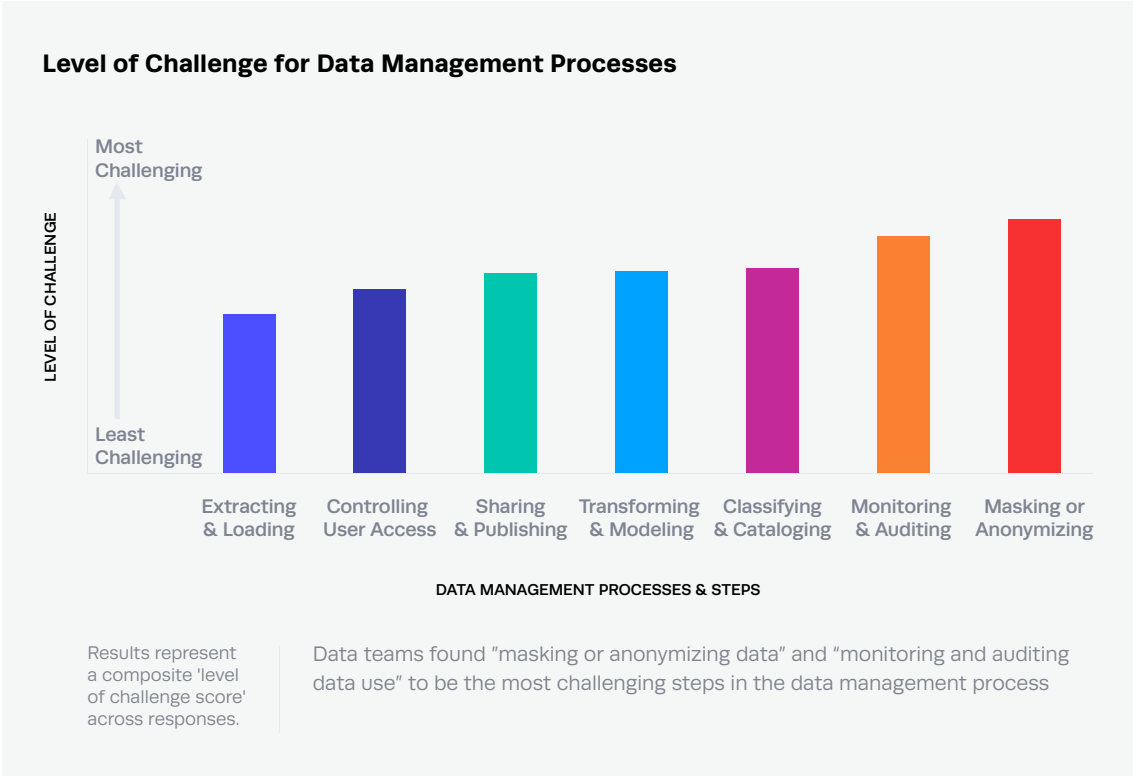 Level of Challenge for Data Management Processes
Most
Challenging
LEVEL OF CHALLENGE
Least
Challenging
Extracting
& Loading
Controlling
User Access
Sharing
& Publishing
Transforming
& Modeling
Classifying
& Cataloging
Monitoring
& Auditing
Masking or
Anonymizing
DATA MANAGEMENT PROCESSES & STEPS
Results represent
a composite 'level
of challenge score'
across responses.
Data teams found ”masking or anonymizing data” and “monitoring and auditing
data use” to be the most challenging steps in the data management process